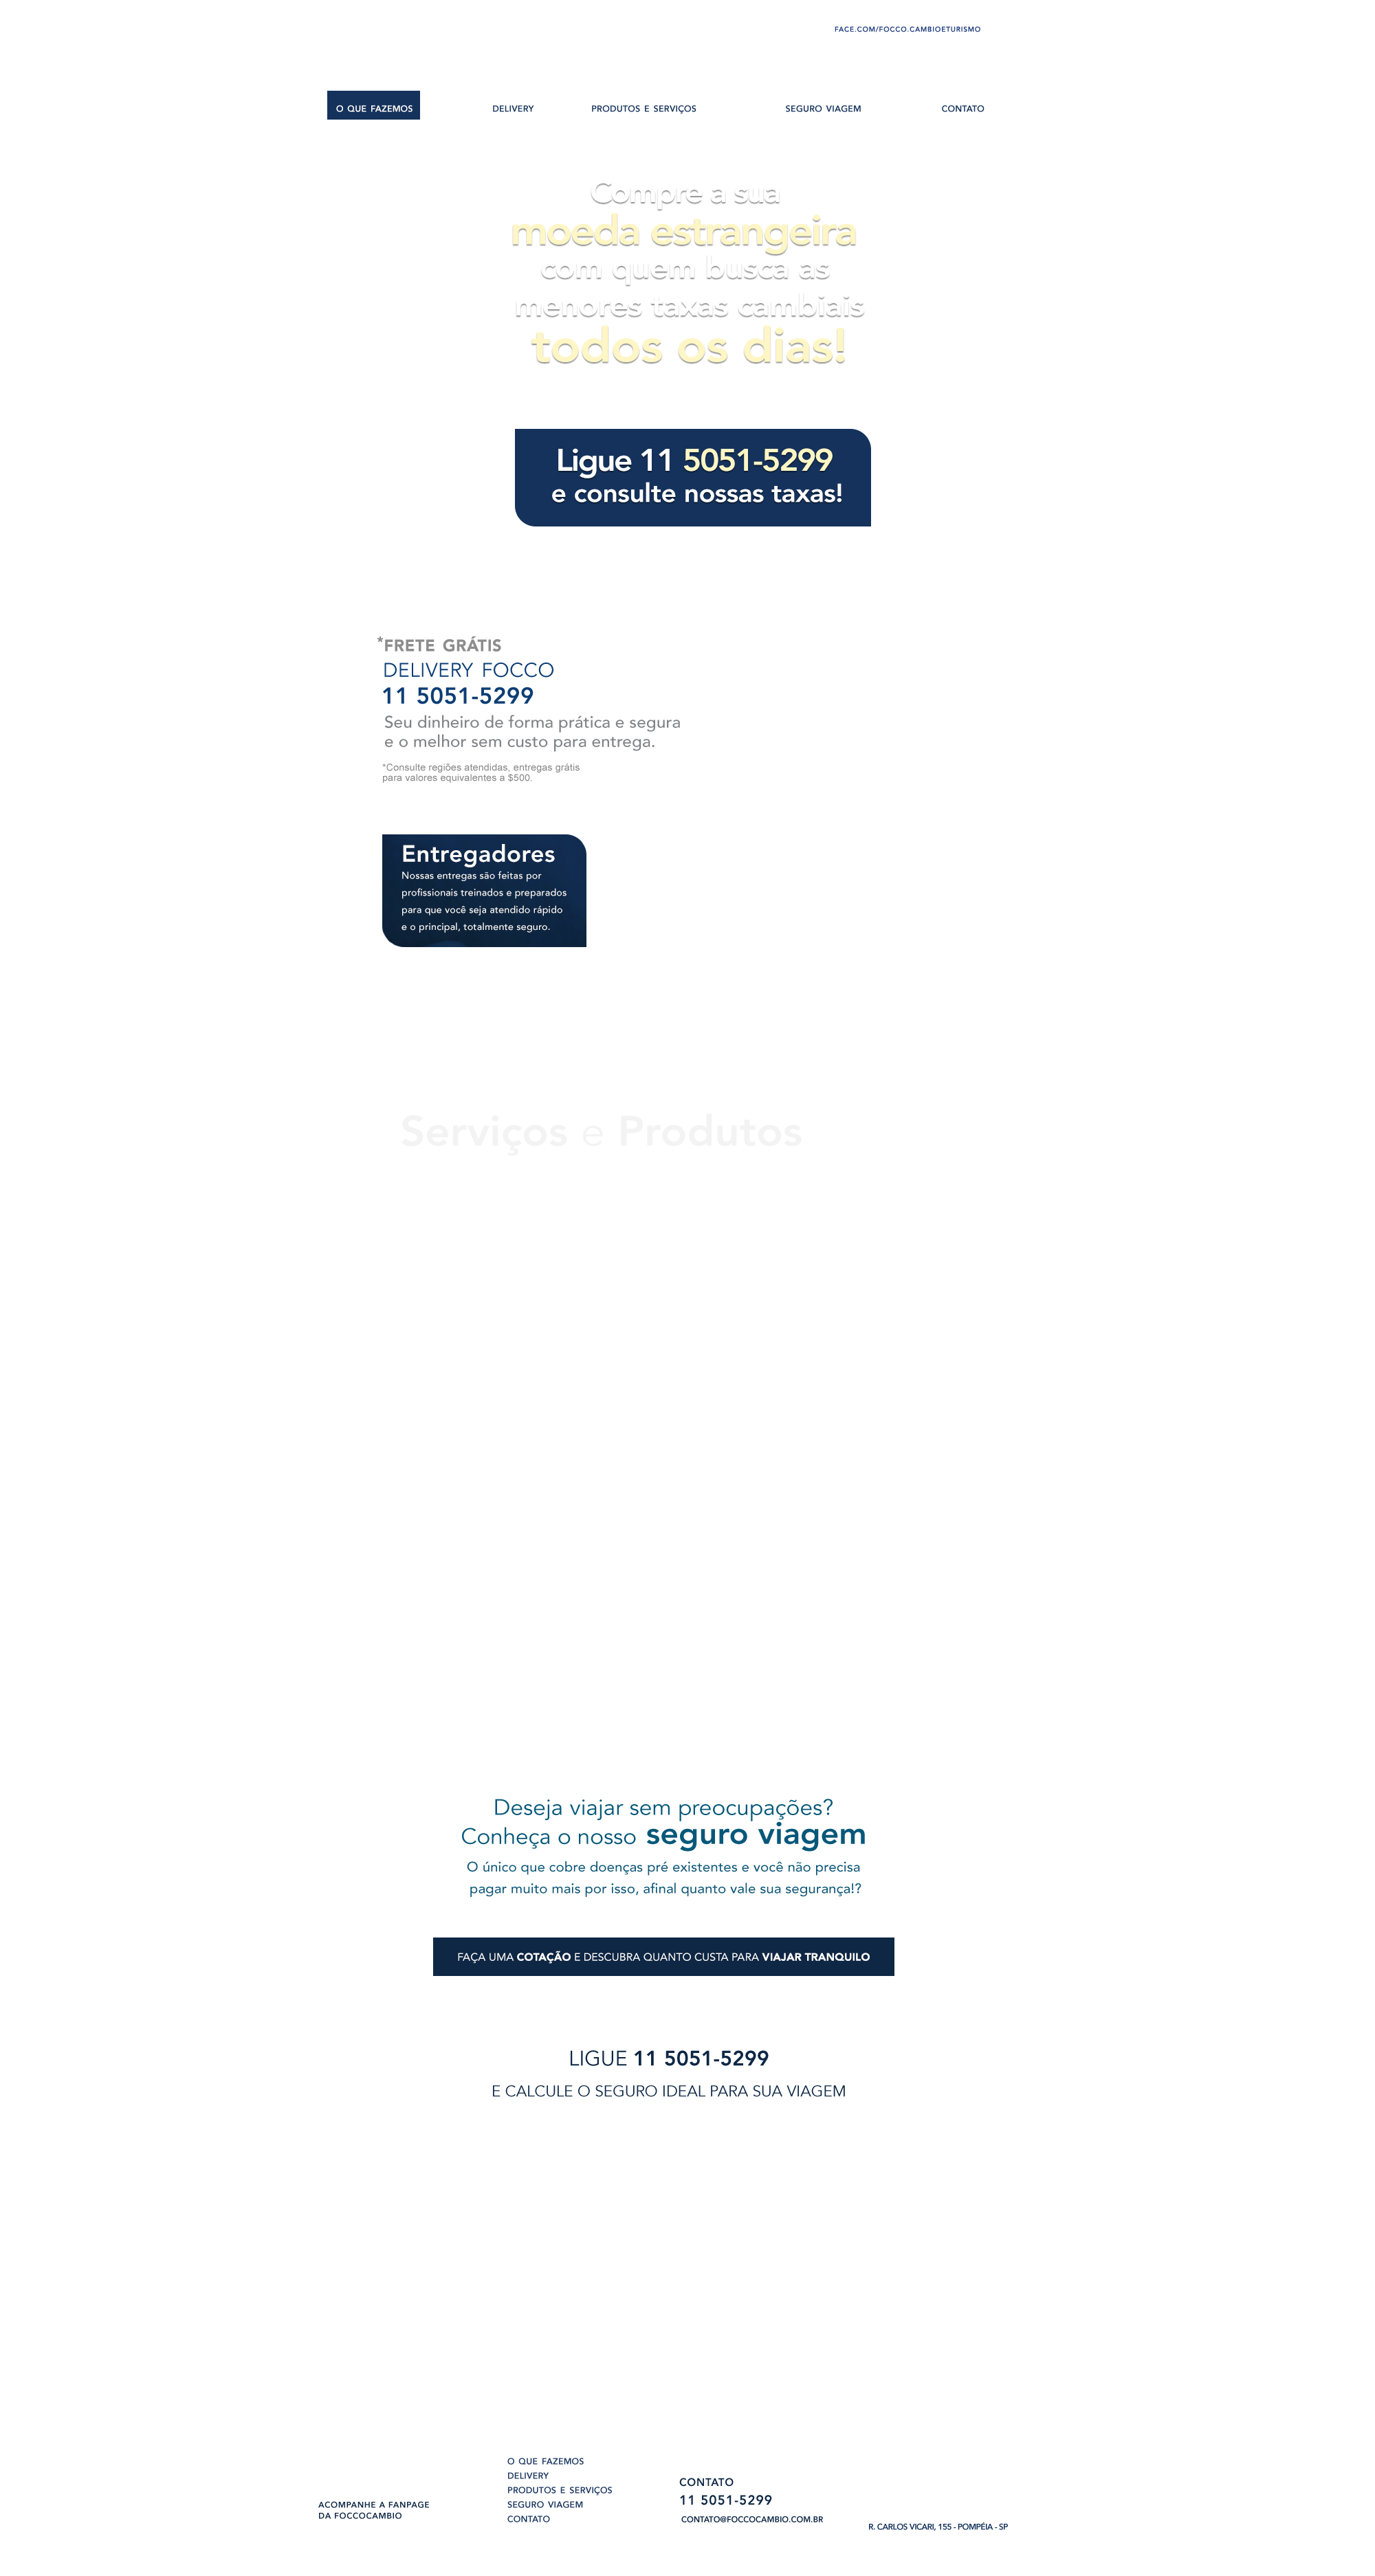 FACE.COM/FOCCO.CAMBIOETURISMO
O QUE FAZEMOS DELIVERY PRODUTOS E SERVIÇOS SEGURO VIAGEM CONTATO
Compre a sua
moeda estrangeira
com quem busca as
menores taxas cambiais
todos os dias!
Ligue 11 5051-5299
e consulte nossas taxas!
*FRETE GRÁTIS
DELIVERY FOCCO
11 5051-5299
Seu dinheiro de forma prática e segura
e o melhor sem custo para entrega.
*Consulte regiões atendidas, entregas grátis
para valores equivalentes a $500.
Entregadores
Nossas entregas são feitas por
profissionais treinados e preparados
para que você seja atendido rápido
e o principal, totalmente seguro.
Serviços e Produtos
Deseja viajar sem preocupações?
Conheça o nosso seguro viagem
O único que cobre doenças pré existentes e você não precisa
pagar muito mais por isso, afinal quanto vale sua segurança!?
FAÇA UMA COTAÇÃO E DESCUBRA QUANTO CUSTA PARA VIAJAR TRANQUILO
LIGUE 11 5051-5299
E CALCULE O SEGURO IDEAL PARA SUA VIAGEM
ACOMPANHE A FANPAGE
DA FOCCOCAMBIO
O QUE FAZEMOS
DELIVERY
PRODUTOS E SERVIÇOS
SEGURO VIAGEM
CONTATO
CONTATO
11 5051-5299
CONTATO@FOCCOCAMBIO.COM.BR
R. CARLOS VICARI, 155 - POMPÉIA - SP